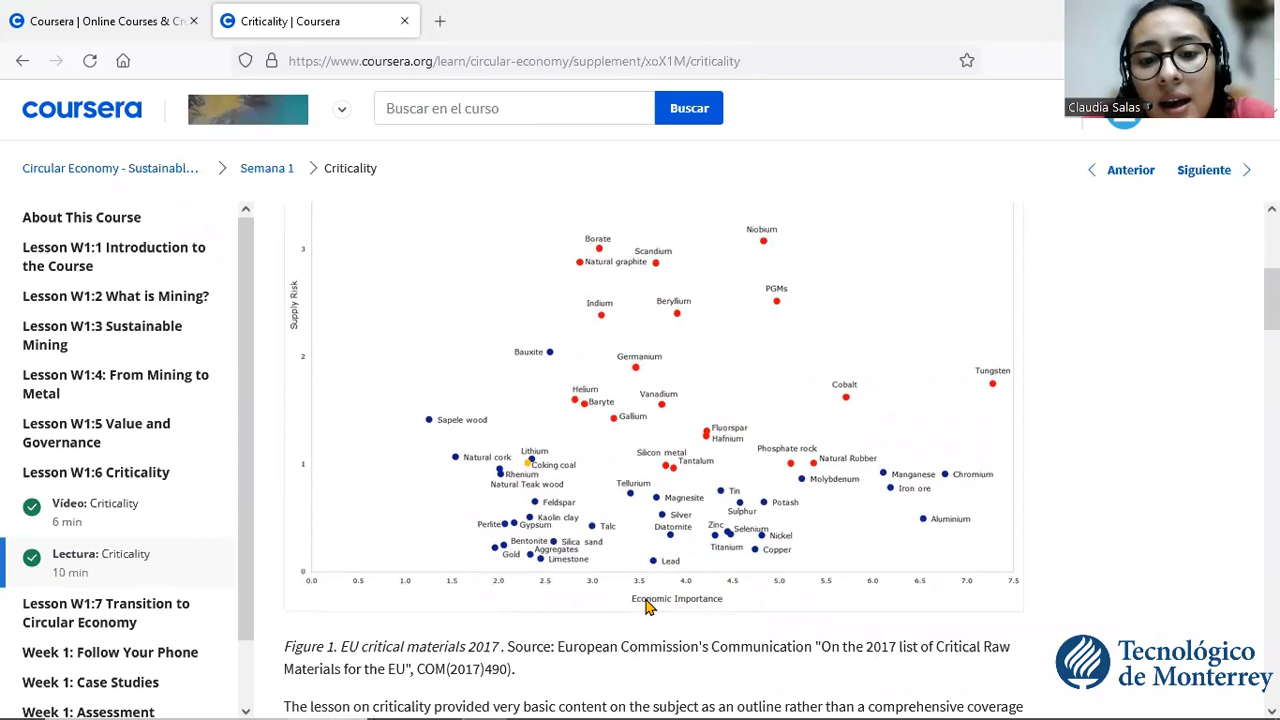 Coursera | Online Courses & Cr
Criticality | Coursera
https://www.coursera.org/learn/circular-economy/supplement/xoX1M/criticality
Claudia Salas
coursera
Buscar en el curso
Buscar
Circular Economy - Sustainabl...
Semana 1
Criticality
Anterior
Siguiente
About This Course
Lesson W1:1 Introduction to
the Course
Lesson W1:2 What is Mining?
Lesson W1:3 Sustainable
Mining
Lesson W1:4: From Mining to
Metal
Lesson W1:5 Value and
Governance
Lesson W1:6 Criticality
Vídeo: Criticality
6 min
Lectura: Criticality
10 min
Lesson W1:7 Transition to
Circular Economy
Week 1: Follow Your Phone
Week 1: Case Studies
Week 1: Assessment
Supply Risk
3
2
1
0
Niobium
Borate
Scandium
Natural graphite
PGMs
Indium
Beryllium
Bauxite
Germanium
Tungsten
Cobalt
Helium
Vanadium
Baryte
Gallium
Sapele wood
Fluorspar
Hafnium
Lithium
Silicon metal
Phosphate rock
Natural cork
Coking coal
Tantalum
Natural Rubber
Rhenium
Manganese
Chromium
Natural Teak wood
Tellurium
Molybdenum
Iron ore
Feldspar
Magnesite
Tin
Sulphur
Potash
Kaolin clay
Silver
Aluminium
Perlite
Gypsum
Talc
Diatomite
Zinc
Selenium
Nickel
Bentonite
Silica sand
Titanium
Copper
Gold
Aggregates
Limestone
Lead
0.0 0.5 1.0 1.5 2.0 2.5 3.0 3.5 4.0 4.5 5.0 5.5 6.0 6.5 7.0 7.5
Economic Importance
Figure 1. EU critical materials 2017 . Source: European Commission's Communication "On the 2017 list of Critical Raw
Materials for the EU", COM(2017)490).
The lesson on criticality provided very basic content on the subject as an outline rather than a comprehensive coverage
Tecnológico
de Monterrey